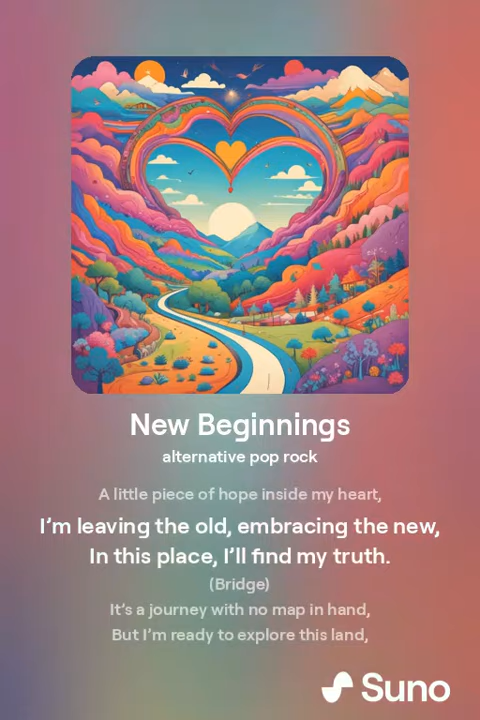 New Beginnings
alternative pop rock
A little piece of hope inside my heart,
I'm leaving the old, embracing the new,
In this place, I'll find my truth.
(Bridge)
It's a journey with no map in hand,
But I'm ready to explore this land,
Suno